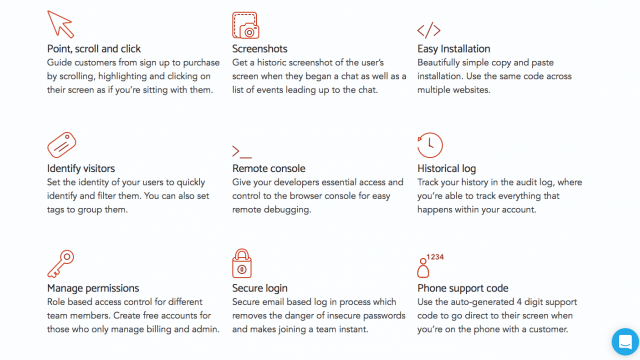 Point, scroll and click
Guide customers from sign up to purchase
by scrolling, highlighting and clicking on
their screen as if you're sitting with them.
Screenshots
Get a historic screenshot of the user's
screen when they began a chat as well as a
list of events leading up to the chat.
Easy Installation
Beautifully simple copy and paste
installation. Use the same code across
multiple websites.
Identify visitors
Set the identity of your users to quickly
identify and filter them. You can also set
tags to group them.
Remote console
Give your developers essential access and
control to the browser console for easy
remote debugging.
Historical log
Track your history in the audit log, where
you're able to track everything that
happens within your account.
Manage permissions
Role based access control for different
team members. Create free accounts for
those who only manage billing and admin.
Secure login
Secure email based log in process which
removes the danger of insecure passwords
and makes joining a team instant.
1234
Phone support code
Use the auto-generated 4 digit support
code to go direct to their screen when
you're on the phone with a customer.